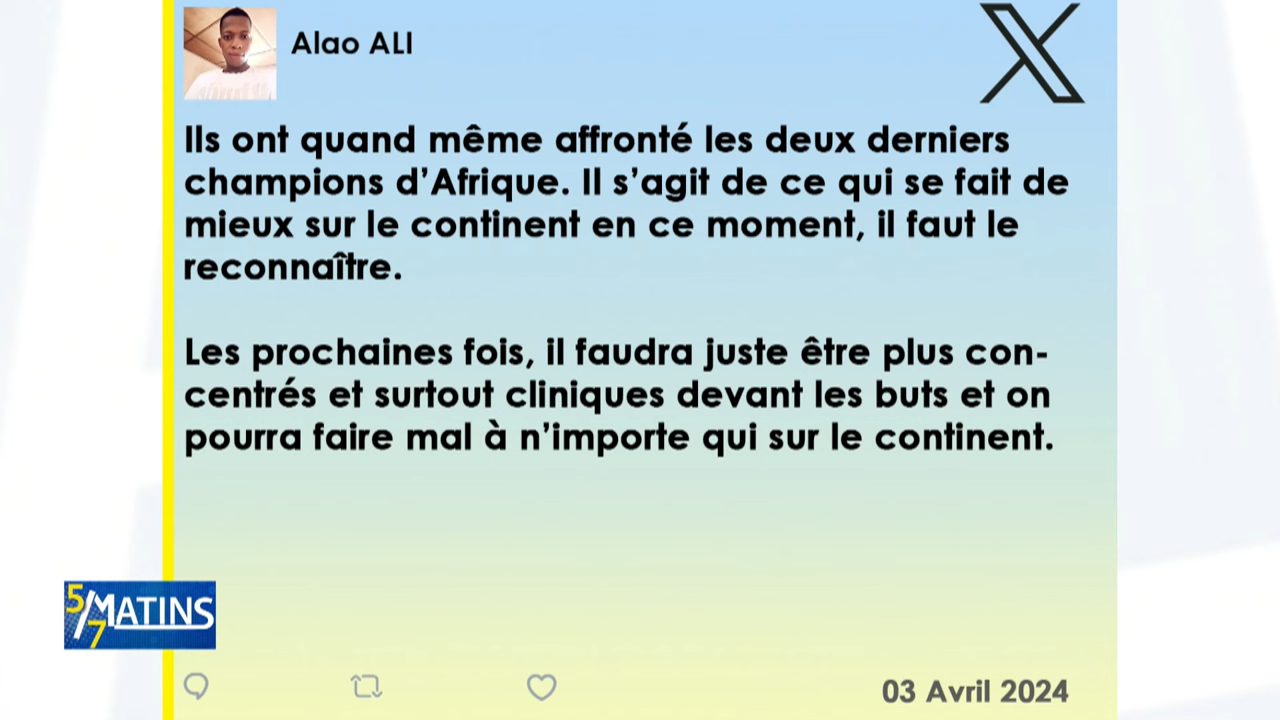 Alao ALI
Ils ont quand même affronté les deux derniers
champions d'Afrique. Il s'agit de ce qui se fait de
mieux sur le continent en ce moment, il faut le
reconnaître.
Les prochaines fois, il faudra juste être plus con-
centrés et surtout cliniques devant les buts et on
pourra faire mal à n'importe qui sur le continent.
5/7 MATINS
03 Avril 2024